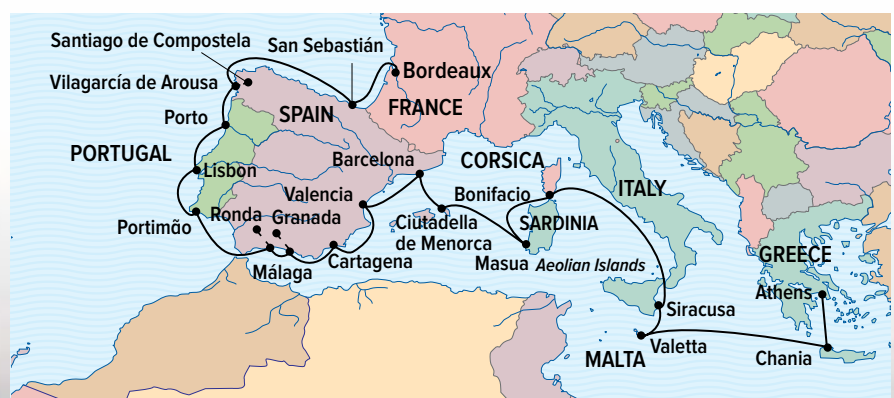 Santiago de Compostela
San Sebastián
Vilagarcía de Arousa
Bordeaux
SPAIN
FRANCE
Porto
PORTUGAL
Lisbon
Barcelona
CORSICA
Valencia
Bonifacio
ITALY
Portimão
Ronda
Granada
Ciutadella
de Menorca
SARDINIA
Málaga
Cartagena
Masua
Aeolian Islands
GREECE
Athens
Siracusa
MALTA
Valetta
Chania